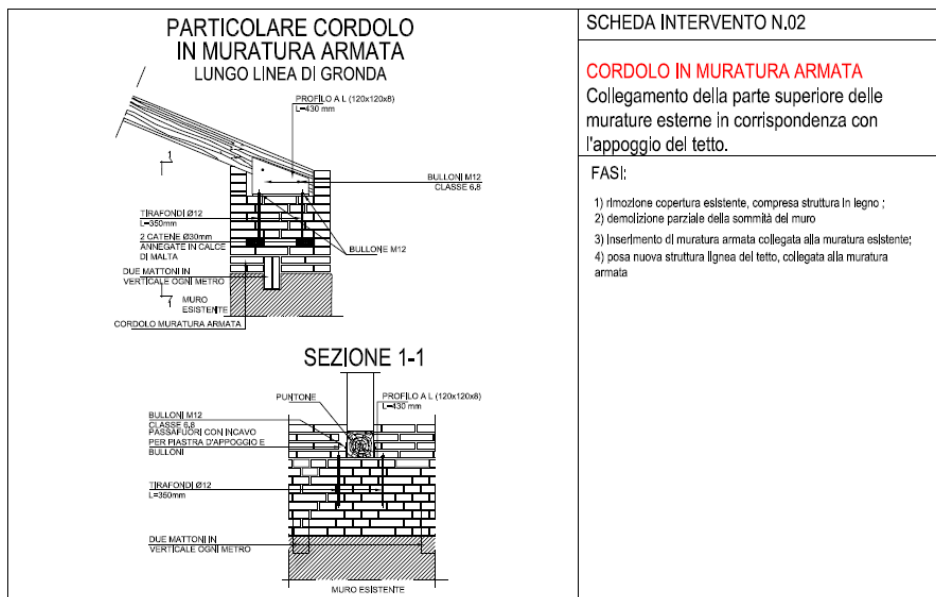 PARTICOLARE CORDOLO
IN MURATURA ARMATA
LUNGO LINEA DI GRONDA
PROFILO A L (120x120x8)
L=430 mm
1
BULLONI M12
CLASSE 6,8
TIRAFONDI Ø12
L=350mm
2 CATENE Ø30mm
ANNEGATE IN CALCE
DI MALTA
BULLONE M12
DUE MATTONI IN
VERTICALE OGNI METRO
1
MURO
ESISTENTE
CORDOLO MURATURA ARMATA
SEZIONE 1-1
PUNTONE
PROFILO A L (120x120x8)
L=430 mm
BULLONI M12
CLASSE 6,8
PASSAFUORI CON INCAVO
PER PIASTRA D'APPOGGIO E
BULLONI
TIRAFONDI Ø12
L=350mm
DUE MATTONI IN
VERTICALE OGNI METRO
MURO ESISTENTE
SCHEDA INTERVENTO N.02
CORDOLO IN MURATURA ARMATA
Collegamento della parte superiore delle
murature esterne in corrispondenza con
l'appoggio del tetto.
FASI:
1) rimozione copertura esistente, compresa struttura in legno ;
2) demolizione parziale della sommità del muro
3) inserimento di muratura armata collegata alla muratura esistente;
4) posa nuova struttura lignea del tetto, collegata alla muratura
armata